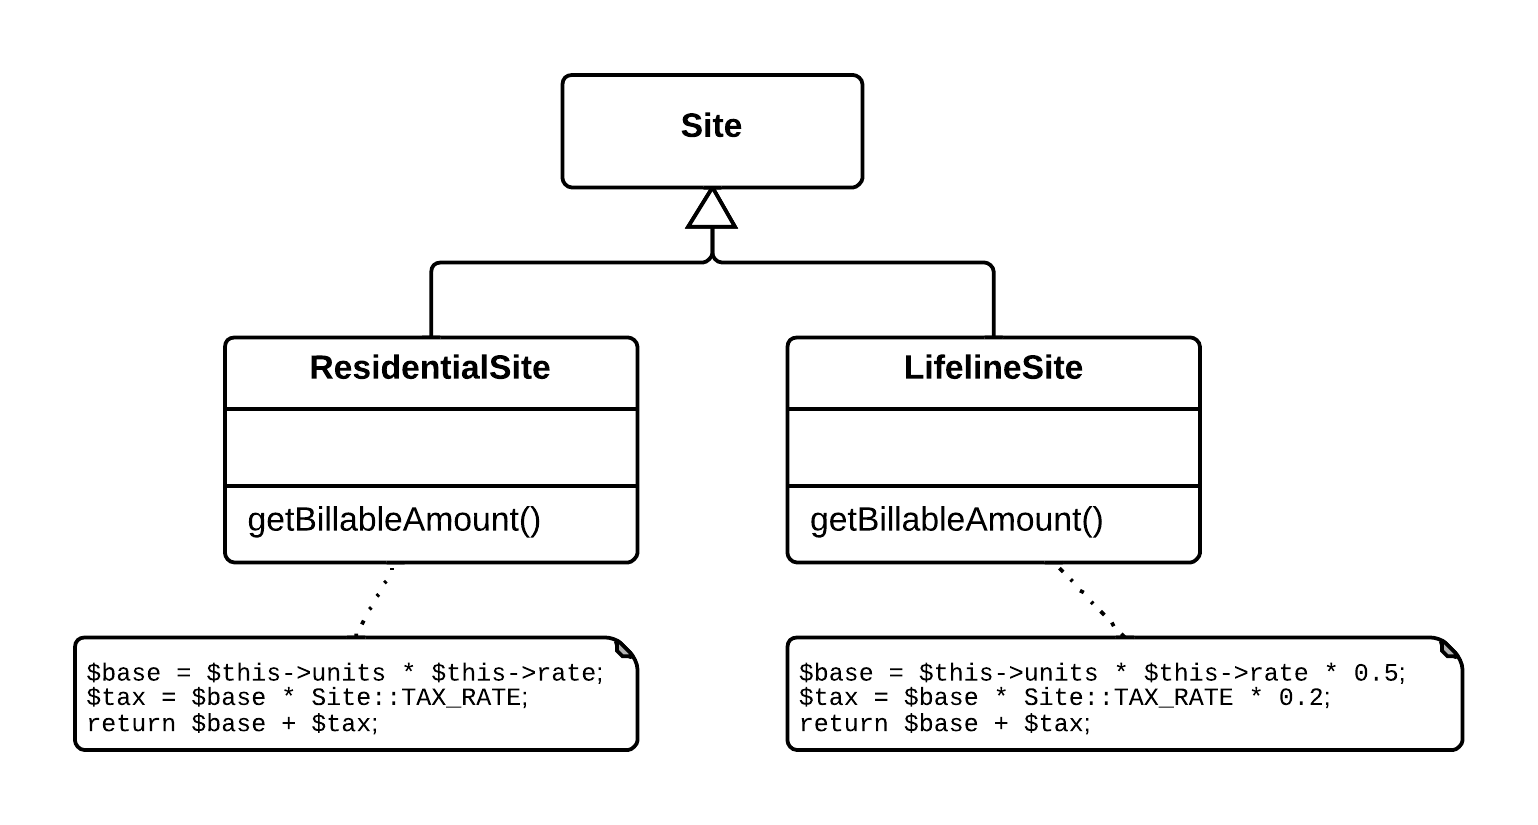 Site
ResidentialSite
getBillableAmount()
LifelineSite
getBillableAmount()
$base = $this->units * $this->rate;
$tax = $base * Site::TAX_RATE;
return $base + $tax;
$base = $this->units * $this->rate * 0.5;
$tax = $base * Site::TAX_RATE * 0.2;
return $base + $tax;